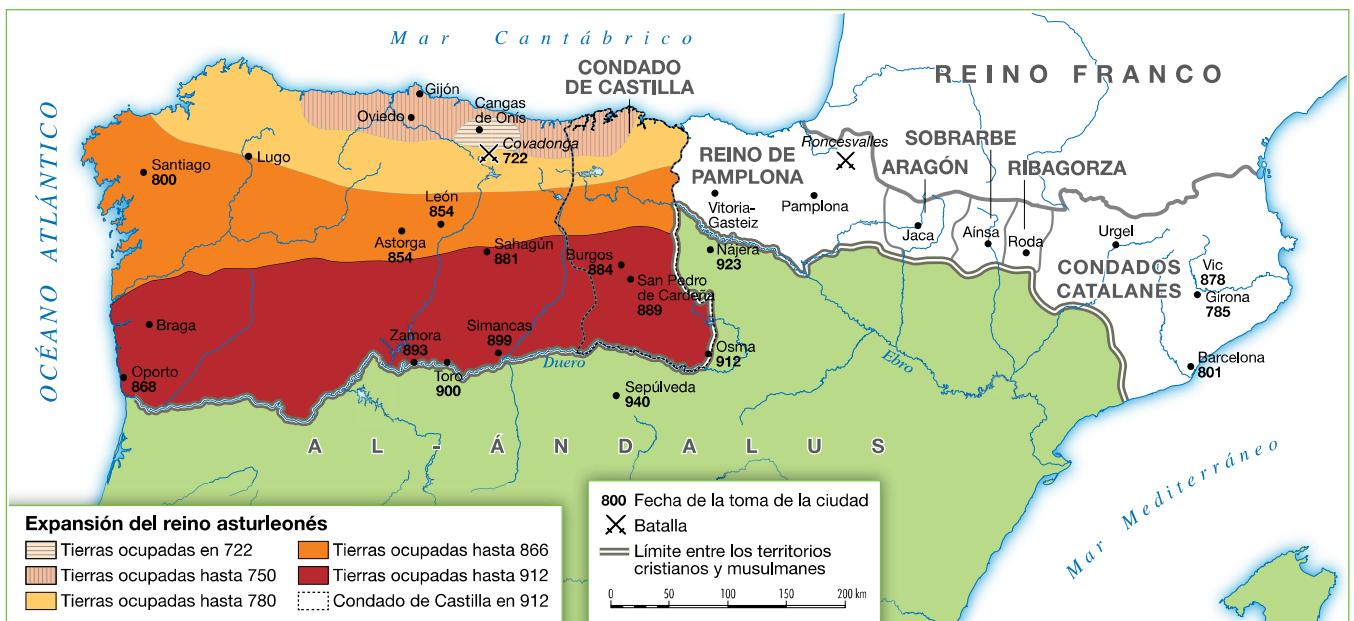 Mar Cantábrico
OCÉANO ATLÁNTICO
REINO FRANCO
CONDADO
DE CASTILLA
Gijón
Oviedo
Cangas
de Onís
Covadonga
722
Lugo
Santiago
800
REINO DE
PAMPLONA
Roncesvalles
SOBRARBE
ARAGÓN
RIBAGORZA
Vitoria-
Gasteiz
Pamplona
Jaca
Aínsa
Roda
Urgel
CONDADOS
CATALANES
Vic
878
Girona
785
Barcelona
801
León
854
Astorga
854
Sahagún
881
Burgos
884
San Pedro
de Cardeña
889
Nájera
923
Braga
Oporto
868
Zamora
893
Toro
900
Simancas
899
Duero
Osma
912
Sepúlveda
940
Ebro
AL-ÁNDALUS
Mar Mediterráneo
Expansión del reino asturleonés
Tierras ocupadas en 722
Tierras ocupadas hasta 750
Tierras ocupadas hasta 780
Tierras ocupadas hasta 866
Tierras ocupadas hasta 912
Condado de Castilla en 912
800 Fecha de la toma de la ciudad
Batalla
Límite entre los territorios
cristianos y musulmanes
0 50 100 150 200 km